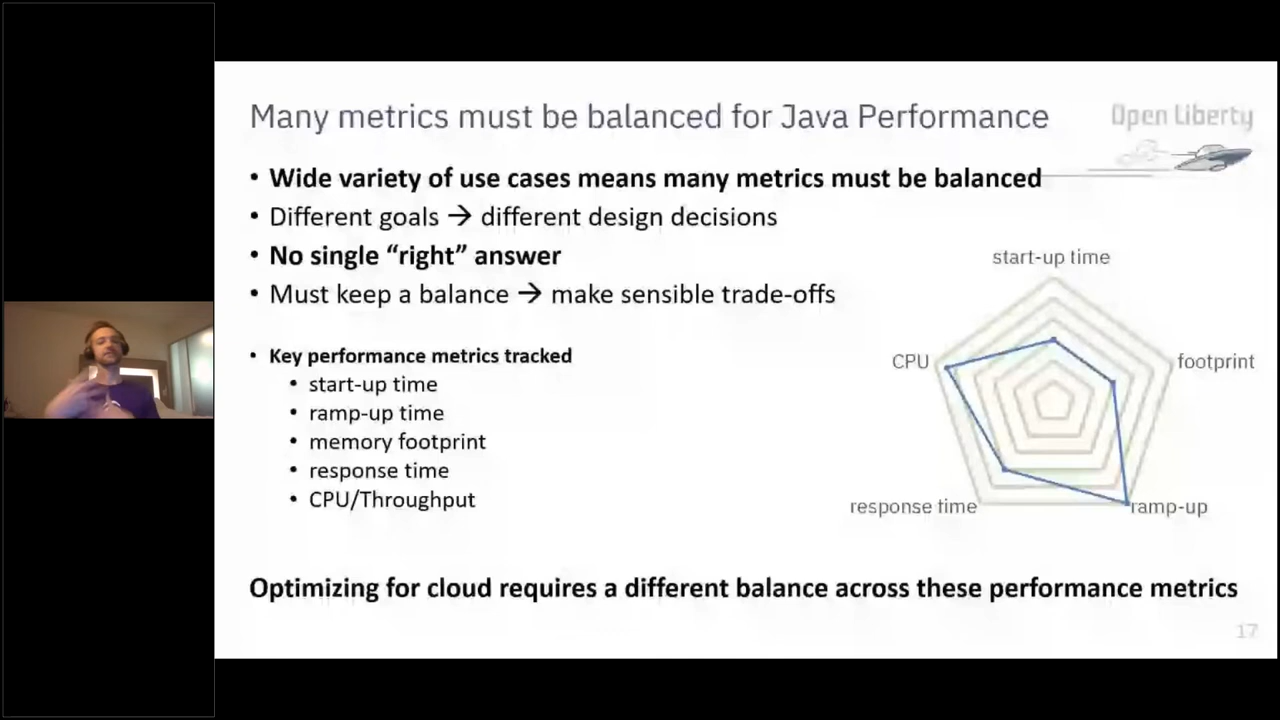 Many metrics must be balanced for Java Performance
Open Liberty
• Wide variety of use cases means many metrics must be balanced
• Different goals → different design decisions
• No single “right” answer
• Must keep a balance → make sensible trade-offs
• Key performance metrics tracked
• start-up time
• ramp-up time
• memory footprint
• response time
• CPU/Throughput
start-up time
CPU
footprint
response time
ramp-up
Optimizing for cloud requires a different balance across these performance metrics
17